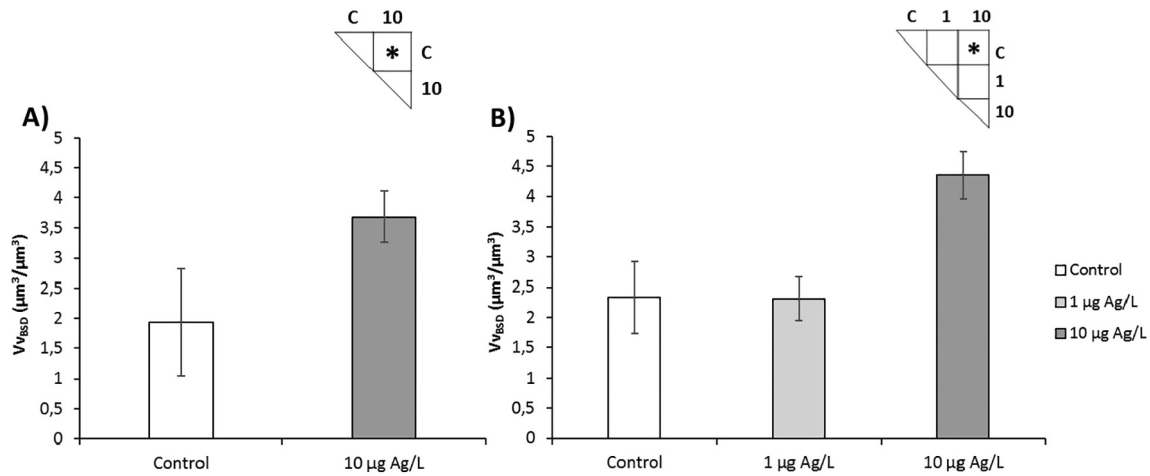 C 10
* C
10
A)
5
4,5
4
3,5
3
2,5
2
1,5
1
0,5
0
VvBSD (µm³/µm³)
Control 10 µg Ag/L
C 1 10
* C
1
10
B)
5
4,5
4
3,5
3
2,5
2
1,5
1
0,5
0
VvBSD (µm³/µm³)
Control 1 µg Ag/L 10 µg Ag/L
Control
1 µg Ag/L
10 µg Ag/L